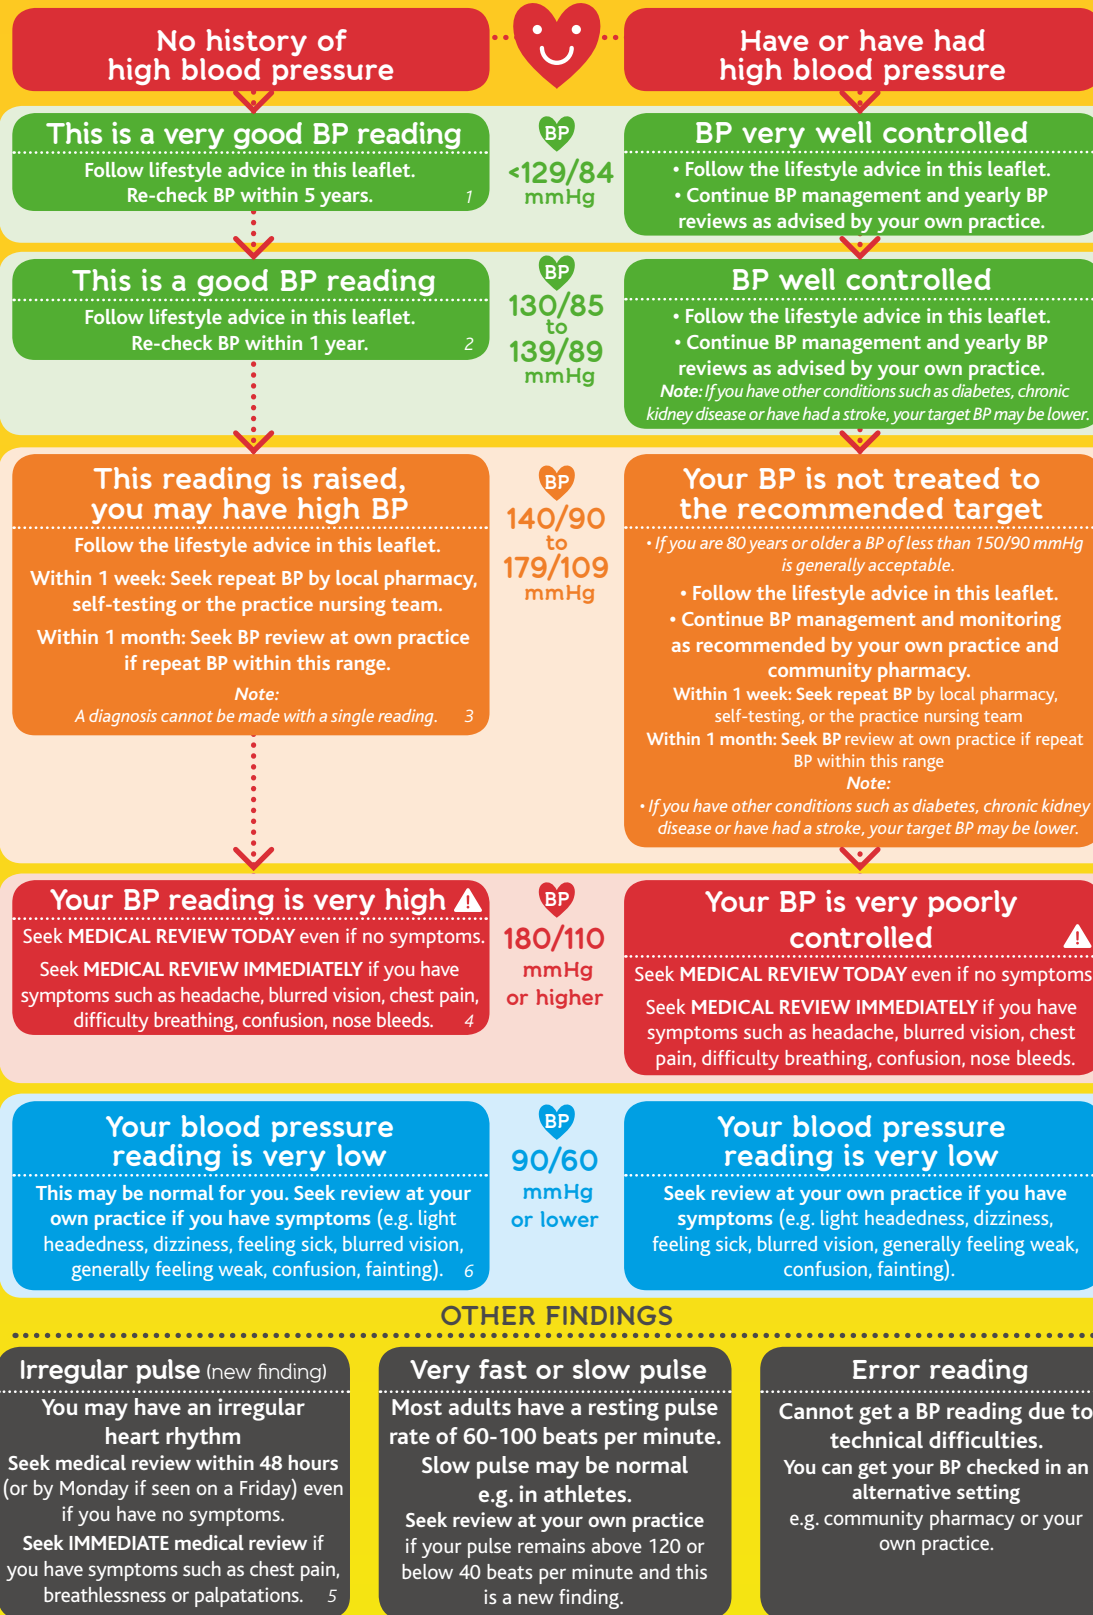 No history of
high blood pressure
Have or have had
high blood pressure
This is a very good BP reading
Follow lifestyle advice in this leaflet.
Re-check BP within 5 years.
1
BP
<129/84
mmHg
BP very well controlled
• Follow the lifestyle advice in this leaflet.
• Continue BP management and yearly BP
reviews as advised by your own practice.
This is a good BP reading
Follow lifestyle advice in this leaflet.
Re-check BP within 1 year.
2
BP
130/85
to
139/89
mmHg
BP well controlled
• Follow the lifestyle advice in this leaflet.
• Continue BP management and yearly BP
reviews as advised by your own practice.
Note: If you have other conditions such as diabetes, chronic
kidney disease or have had a stroke, your target BP may be lower.
This reading is raised,
you may have high BP
Follow the lifestyle advice in this leaflet.
Within 1 week: Seek repeat BP by local pharmacy,
self-testing or the practice nursing team.
Within 1 month: Seek BP review at own practice
if repeat BP within this range.
Note:
A diagnosis cannot be made with a single reading.
3
BP
140/90
to
179/109
mmHg
Your BP is not treated to
the recommended target
• If you are 80 years or older a BP of less than 150/90 mmHg
is generally acceptable.
• Follow the lifestyle advice in this leaflet.
• Continue BP management and monitoring
as recommended by your own practice and
community pharmacy.
Within 1 week: Seek repeat BP by local pharmacy,
self-testing, or the practice nursing team
Within 1 month: Seek BP review at own practice if repeat
BP within this range
Note:
• If you have other conditions such as diabetes, chronic kidney
disease or have had a stroke, your target BP may be lower.
Your BP reading is very high
Seek MEDICAL REVIEW TODAY even if no symptoms.
Seek MEDICAL REVIEW IMMEDIATELY if you have
symptoms such as headache, blurred vision, chest pain,
difficulty breathing, confusion, nose bleeds.
4
BP
180/110
mmHg
or higher
Your BP is very poorly
controlled
Seek MEDICAL REVIEW TODAY even if no symptoms
Seek MEDICAL REVIEW IMMEDIATELY if you have
symptoms such as headache, blurred vision, chest
pain, difficulty breathing, confusion, nose bleeds.
Your blood pressure
reading is very low
This may be normal for you. Seek review at your
own practice if you have symptoms (e.g. light
headedness, dizziness, feeling sick, blurred vision,
generally feeling weak, confusion, fainting).
6
BP
90/60
mmHg
or lower
Your blood pressure
reading is very low
Seek review at your own practice if you have
symptoms (e.g. light headedness, dizziness,
feeling sick, blurred vision, generally feeling weak,
confusion, fainting).
OTHER FINDINGS
Irregular pulse (new finding)
You may have an irregular
heart rhythm
Seek medical review within 48 hours
(or by Monday if seen on a Friday) even
if you have no symptoms.
Seek IMMEDIATE medical review if
you have symptoms such as chest pain,
breathlessness or palpatations.
5
Very fast or slow pulse
Most adults have a resting pulse
rate of 60-100 beats per minute.
Slow pulse may be normal
e.g. in athletes.
Seek review at your own practice
if your pulse remains above 120 or
below 40 beats per minute and this
is a new finding.
Error reading
Cannot get a BP reading due to
technical difficulties.
You can get your BP checked in an
alternative setting
e.g. community pharmacy or your
own practice.